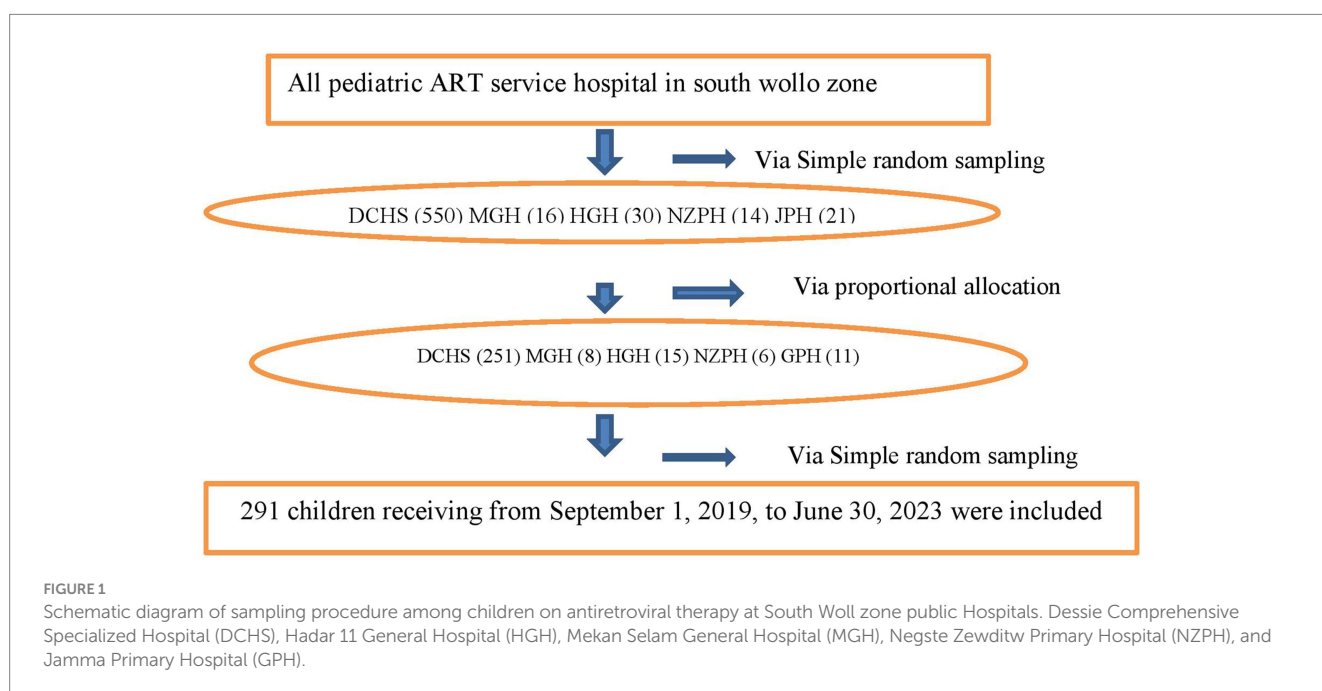 All pediatric ART service hospital in south wollo zone
Via Simple random sampling
DCHS (550) MGH (16) HGH (30) NZPH (14) JPH (21)
Via proportional allocation
DCHS (251) MGH (8) HGH (15) NZPH (6) GPH (11)
Via Simple random sampling
291 children receiving from September 1, 2019, to June 30, 2023 were included
FIGURE 1
Schematic diagram of sampling procedure among children on antiretroviral therapy at South Woll zone public Hospitals. Dessie Comprehensive
Specialized Hospital (DCHS), Hadar 11 General Hospital (HGH), Mekan Selam General Hospital (MGH), Negste Zewditw Primary Hospital (NZPH), and
Jamma Primary Hospital (GPH).